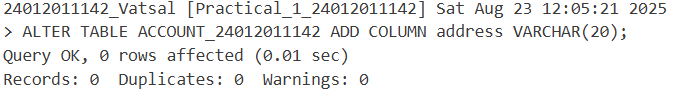 24012011142_Vatsal [Practical_1_24012011142] Sat Aug 23 12:05:21 2025
> ALTER TABLE ACCOUNT_24012011142 ADD COLUMN address VARCHAR(20);
Query OK, 0 rows affected (0.01 sec)
Records: 0  Duplicates: 0  Warnings: 0